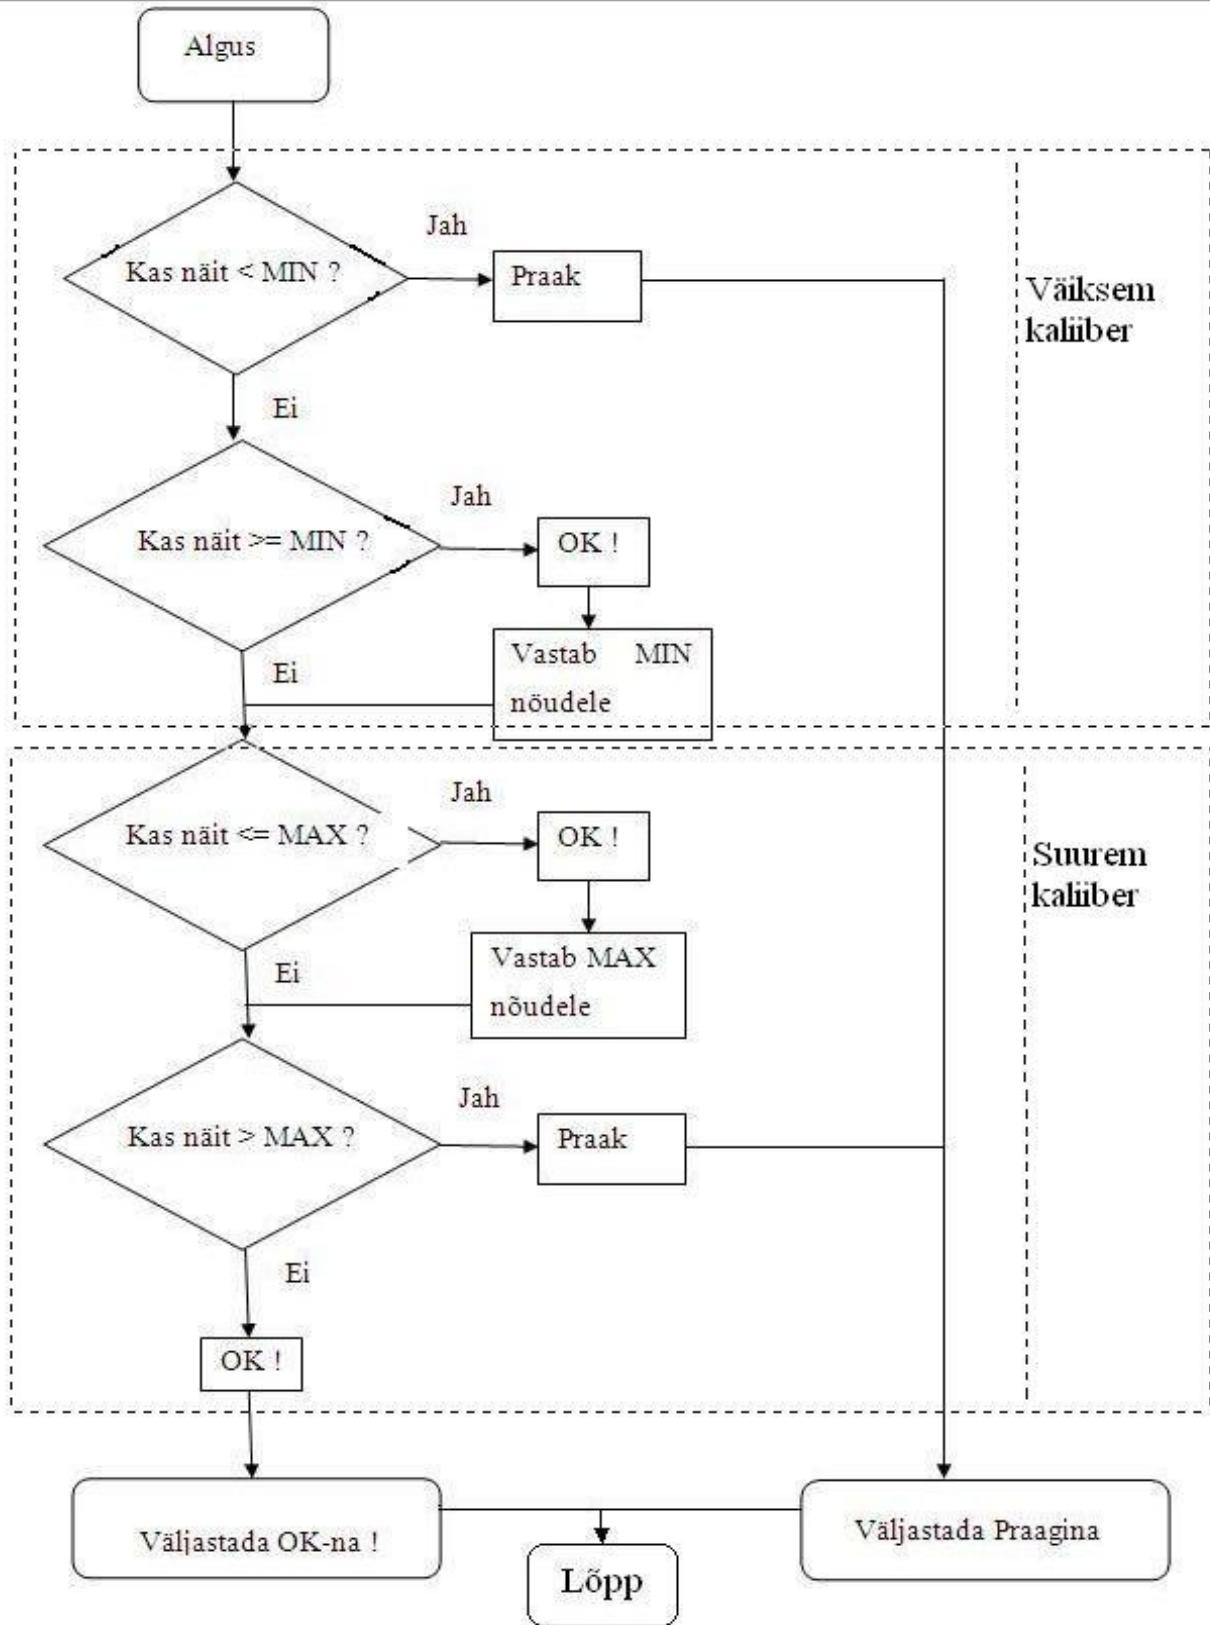 Algus
Kas näit < MIN ?
Jah
Praak
Väiksem
kaliiber
Ei
Kas näit >= MIN ?
Jah
OK !
Vastab MIN
nõudele
Ei
Kas näit <= MAX ?
Jah
OK !
Suurem
kaliiber
Vastab MAX
nõudele
Ei
Kas näit > MAX ?
Jah
Praak
Ei
OK !
Väljastada OK-na !
Väljastada Praagina
Lõpp